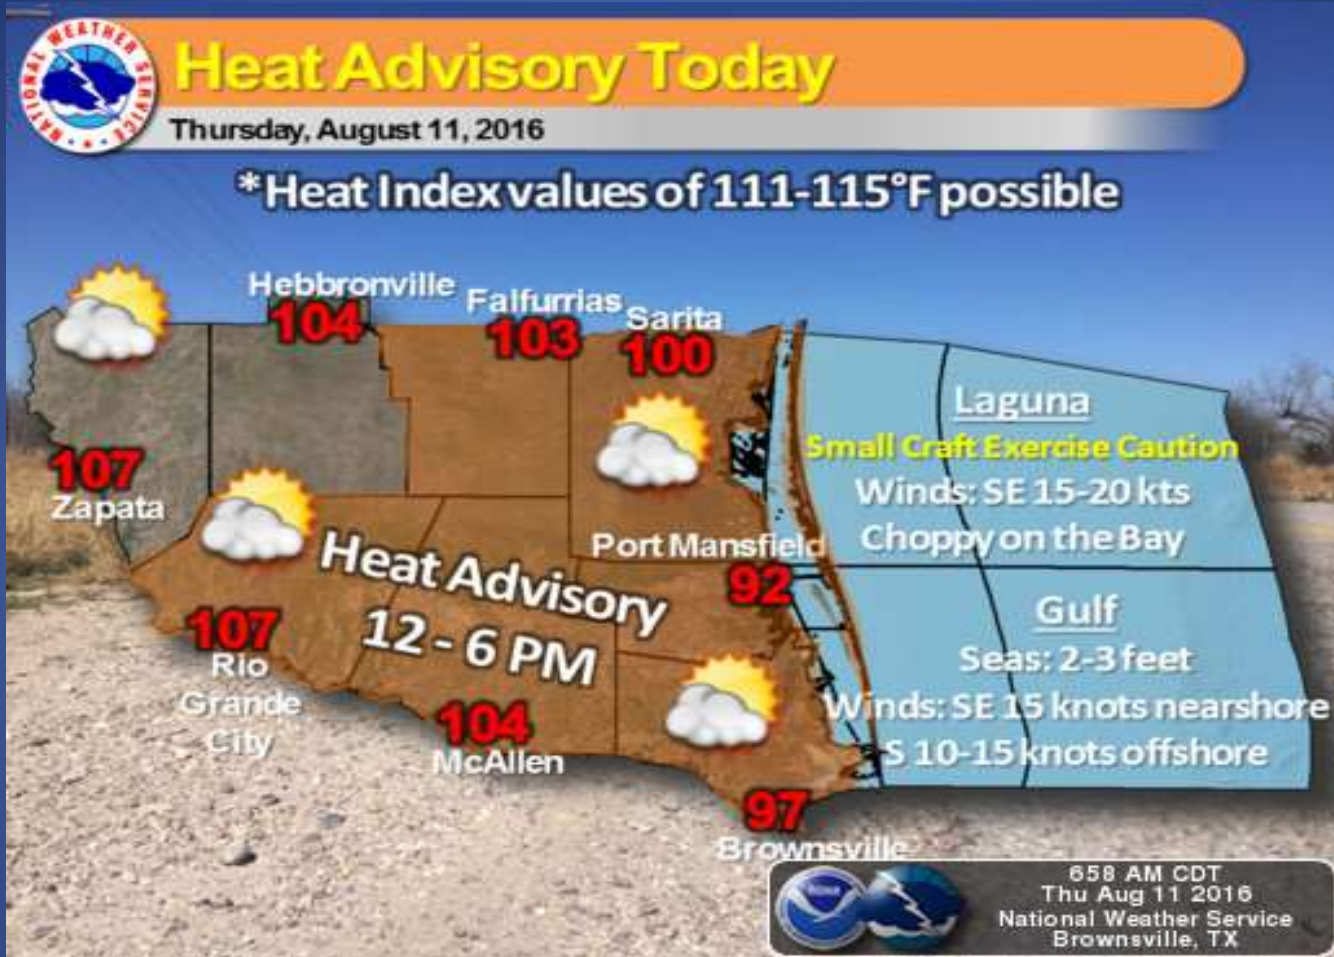 NATIONAL WEATHER SERVICE
Heat Advisory Today
Thursday, August 11, 2016
*Heat Index values of 111-115°F possible
Hebbronville
104
Falfurrias
103
Sarita
100
107
Zapata
Laguna
Small Craft Exercise Caution
Winds: SE 15-20 kts
Choppy on the Bay
Port Mansfield
92
Heat Advisory
12 - 6 PM
107
Rio
Grande
City
104
McAllen
97
Brownsville
Gulf
Seas: 2-3 feet
Winds: SE 15 knots nearshore
S 10-15 knots offshore
noaa
658 AM CDT
Thu Aug 11 2016
National Weather Service
Brownsville, TX